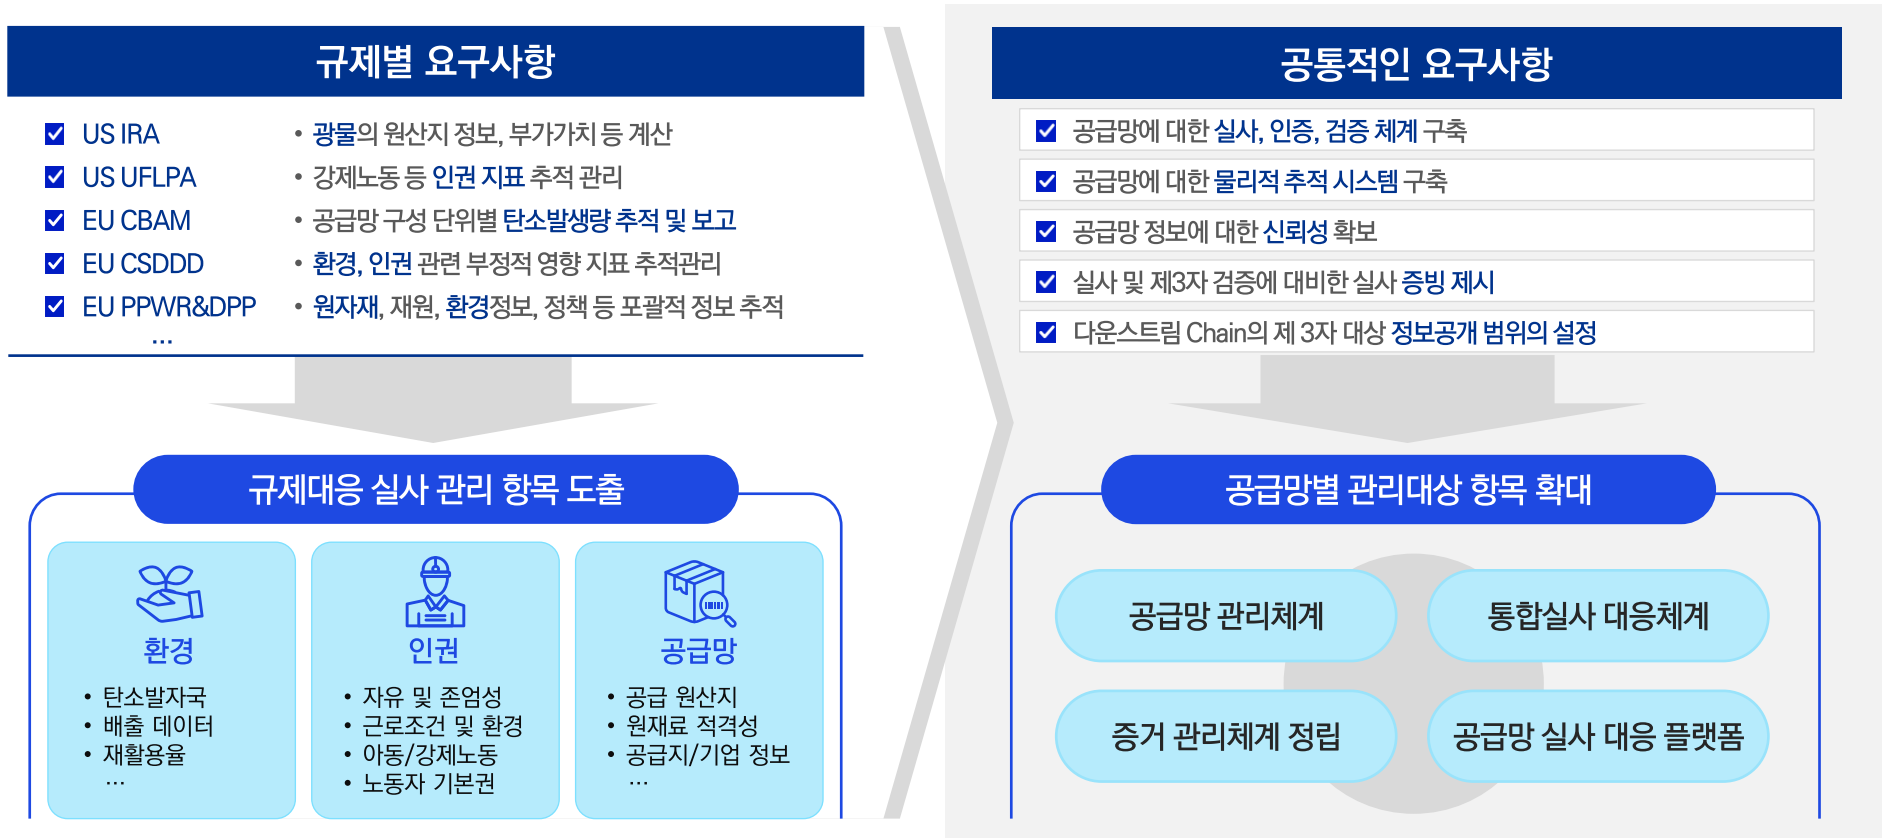 규제별 요구사항
US IRA • 광물의 원산지 정보, 부가가치 등 계산
US UFLPA • 강제노동 등 인권 지표 추적 관리
EU CBAM • 공급망 구성 단위별 탄소발생량 추적 및 보고
EU CSDDD • 환경, 인권 관련 부정적 영향 지표 추적관리
EU PPWR&DPP • 원자재, 재원, 환경정보, 정책 등 포괄적 정보 추적
...
규제대응 실사 관리 항목 도출
환경
• 탄소발자국
• 배출 데이터
• 재활용율
...
인권
• 자유 및 존엄성
• 근로조건 및 환경
• 아동/강제노동
• 노동자 기본권
공급망
• 공급 원산지
• 원재료 적격성
• 공급지/기업 정보
...
공통적인 요구사항
공급망에 대한 실사, 인증, 검증 체계 구축
공급망에 대한 물리적 추적 시스템 구축
공급망 정보에 대한 신뢰성 확보
실사 및 제3자 검증에 대비한 실사 증빙 제시
다운스트림 Chain의 제 3자 대상 정보공개 범위의 설정
공급망별 관리대상 항목 확대
공급망 관리체계
통합실사 대응체계
증거 관리체계 정립
공급망 실사 대응 플랫폼